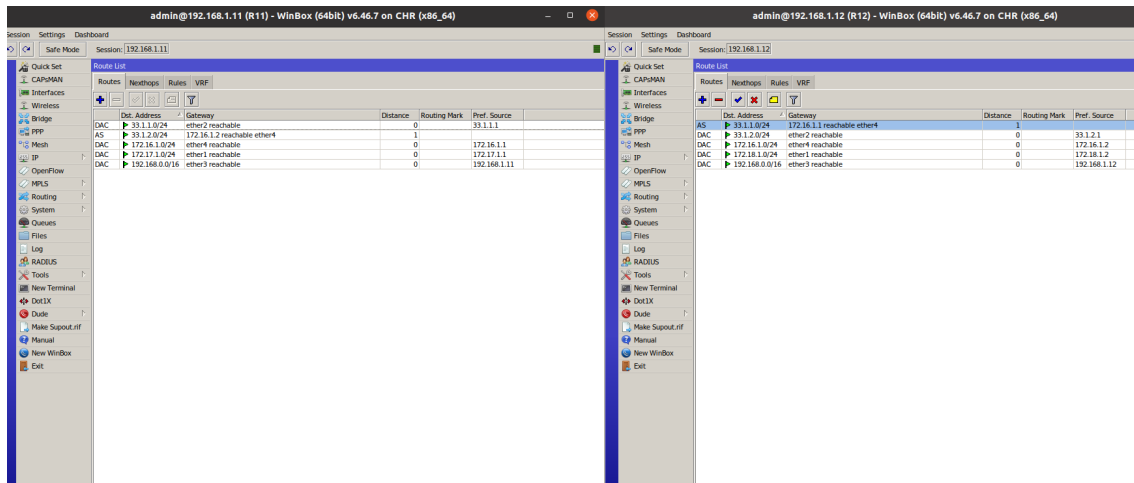 admin@192.168.1.11 (R11) - WinBox (64bit) v6.46.7 on CHR (x86_64)
Session Settings Dashboard
Safe Mode Session: 192.168.1.11
Quick Set
CAPsMAN
Interfaces
Wireless
Bridge
PPP
Mesh
IP
OpenFlow
MPLS
Routing
System
Queues
Files
Log
RADIUS
Tools
New Terminal
Dot1X
Dude
Make Supout.rif
Manual
New WinBox
Exit
Route List
Routes Nexthops Rules VRF
Dst. Address Gateway Distance Routing Mark Pref. Source
DAC 33.1.1.0/24 ether2 reachable 0 33.1.1.1
AS 33.1.2.0/24 172.16.1.2 reachable ether4 1
DAC 172.16.1.0/24 ether4 reachable 0 172.16.1.1
DAC 172.17.1.0/24 ether1 reachable 0 172.17.1.1
DAC 192.168.0.0/16 ether3 reachable 0 192.168.1.11
admin@192.168.1.12 (R12) - WinBox (64bit) v6.46.7 on CHR (x86_64)
Session Settings Dashboard
Safe Mode Session: 192.168.1.12
Quick Set
CAPsMAN
Interfaces
Wireless
Bridge
PPP
Mesh
IP
OpenFlow
MPLS
Routing
System
Queues
Files
Log
RADIUS
Tools
New Terminal
Dot1X
Dude
Make Supout.rif
Manual
New WinBox
Exit
Route List
Routes Nexthops Rules VRF
Dst. Address Gateway Distance Routing Mark Pref. Source
AS 33.1.1.0/24 172.16.1.1 reachable ether4 1
DAC 33.1.2.0/24 ether2 reachable 0 33.1.2.1
DAC 172.16.1.0/24 ether4 reachable 0 172.16.1.2
DAC 172.18.1.0/24 ether1 reachable 0 172.18.1.2
DAC 192.168.0.0/16 ether3 reachable 0 192.168.1.12